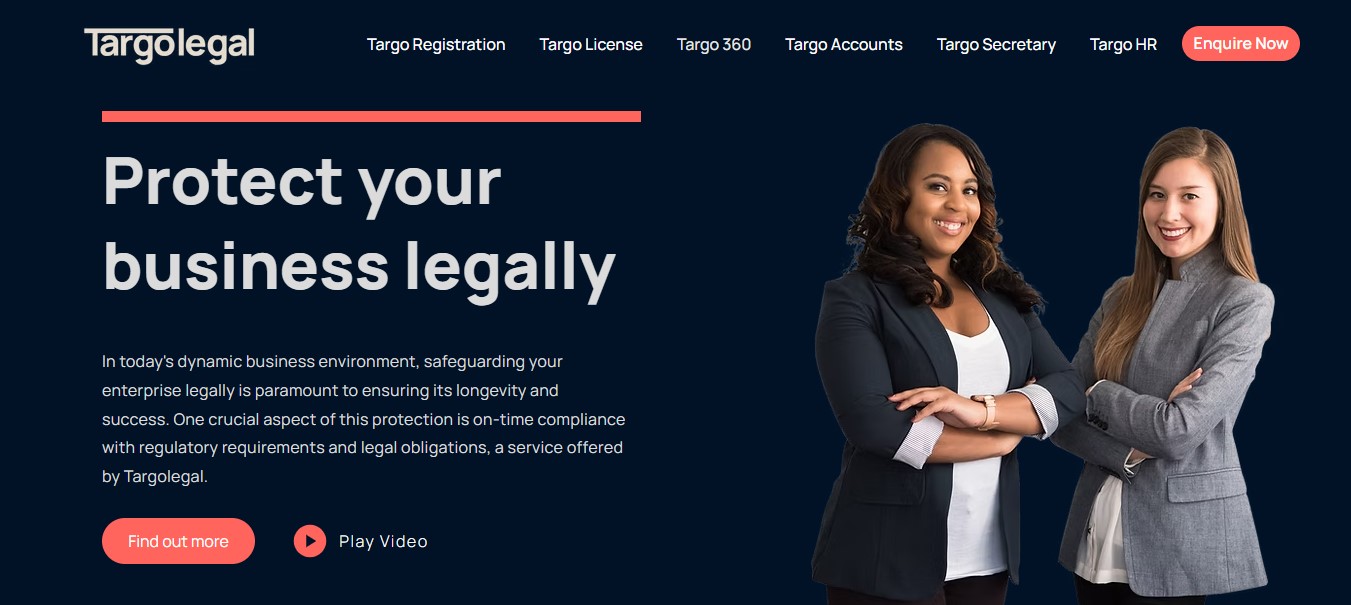 Targolegal
Targo Registration
Targo License
Targo 360
Targo Accounts
Targo Secretary
Targo HR
Enquire Now
Protect your
business legally
In today's dynamic business environment, safeguarding your
enterprise legally is paramount to ensuring its longevity and
success. One crucial aspect of this protection is on-time compliance
with regulatory requirements and legal obligations, a service offered
by Targolegal.
Find out more
Play Video